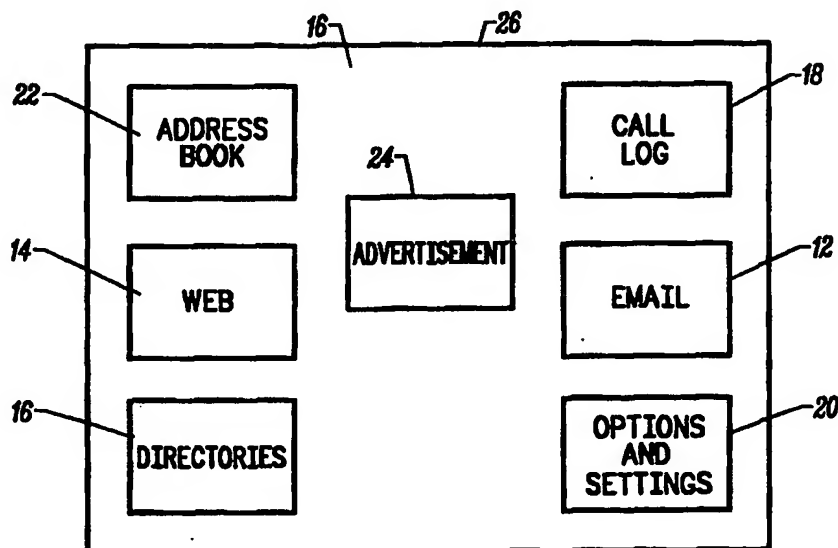 16
26
22
ADDRESS
BOOK
18
CALL
LOG
24
ADVERTISEMENT
14
WEB
12
EMAIL
16
DIRECTORIES
20
OPTIONS
AND
SETTINGS